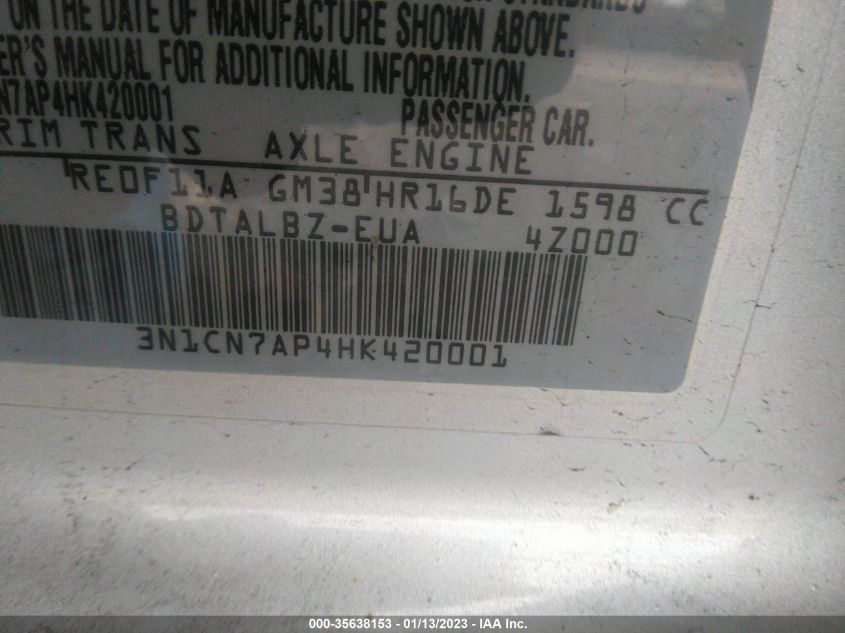 STANDARDS
ON THE DATE OF MANUFACTURE SHOWN ABOVE.
ER'S MANUAL FOR ADDITIONAL INFORMATION.
N7AP4HK420001 PASSENGER CAR.
RIM TRANS AXLE ENGINE
RE0F11A GM38 HR16DE 1598 CC
BDTALBZ-EUA 4Z000
3N1CN7AP4HK420001
000-35638153 - 01/13/2023 - IAA Inc.